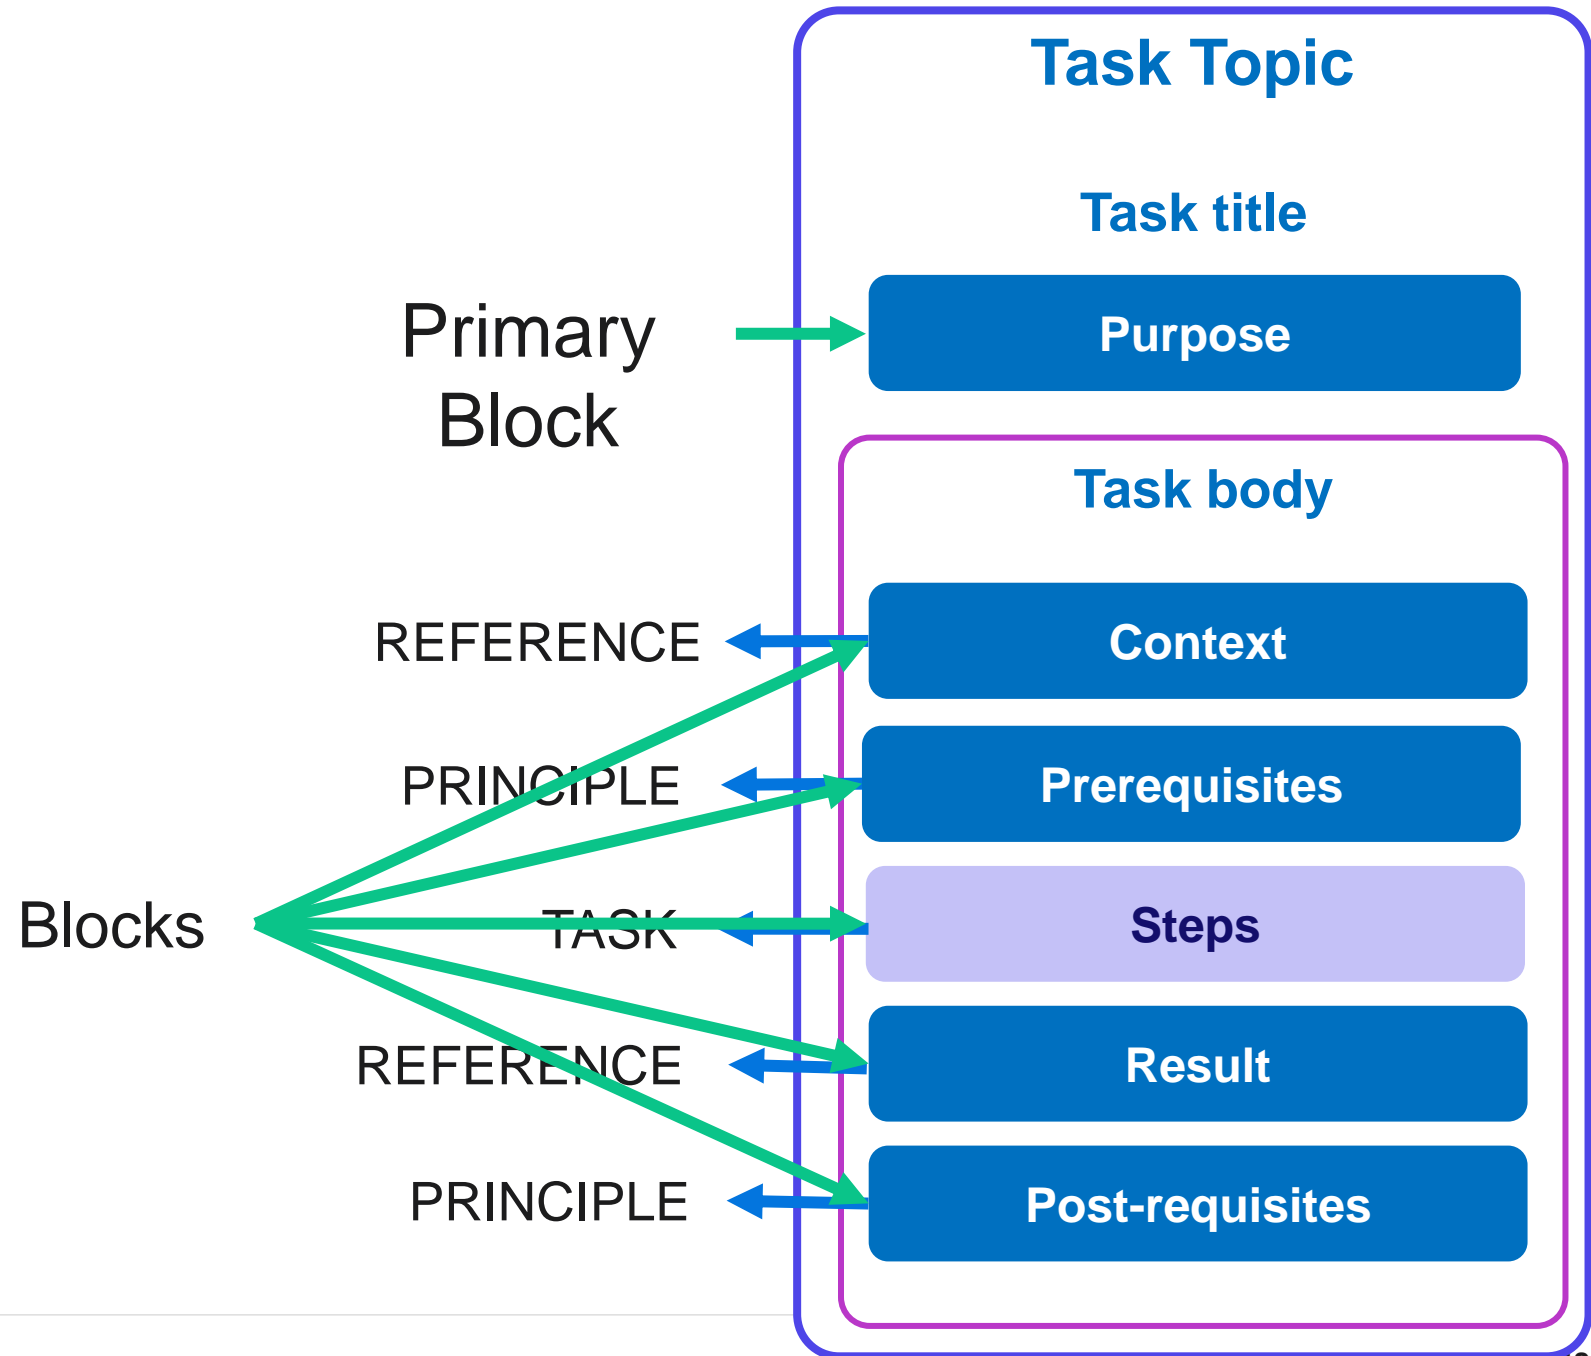 Task Topic
Task title
Primary
Block
Purpose
Task body
REFERENCE
Context
PRINCIPLE
Prerequisites
Blocks
TASK
Steps
REFERENCE
Result
PRINCIPLE
Post-requisites